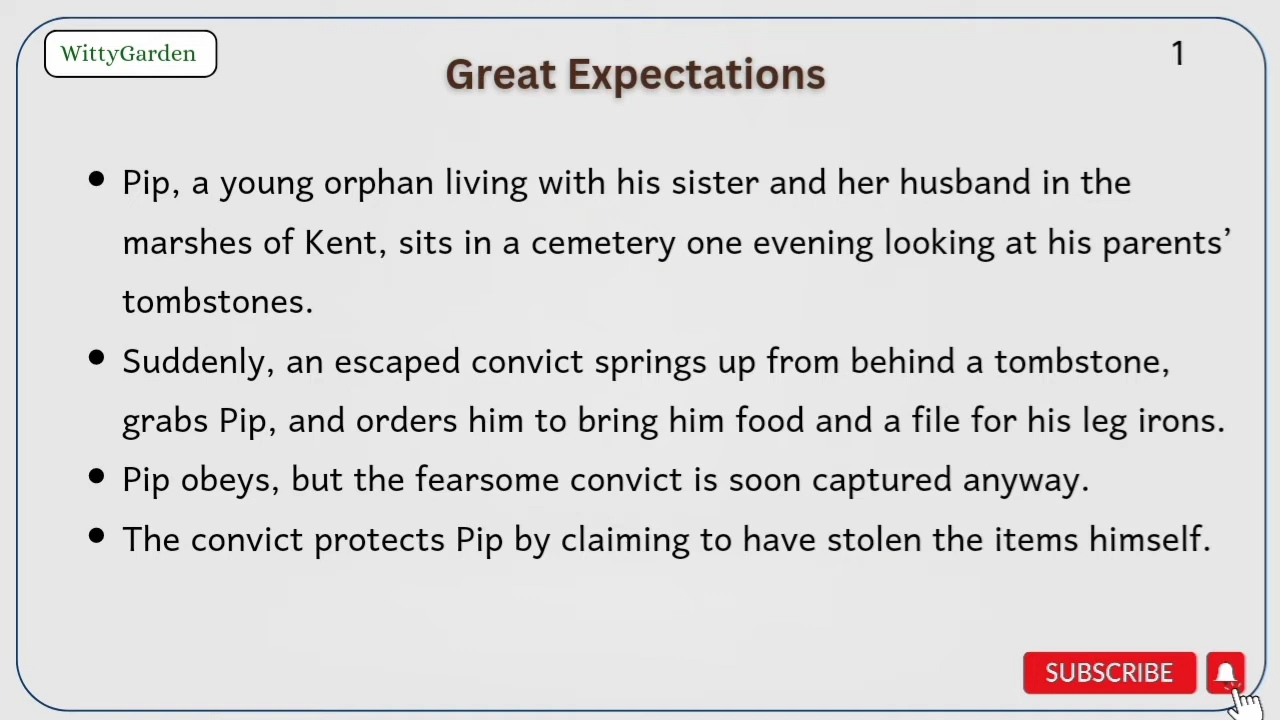 WittyGarden
1
Great Expectations
• Pip, a young orphan living with his sister and her husband in the
marshes of Kent, sits in a cemetery one evening looking at his parents’
tombstones.
• Suddenly, an escaped convict springs up from behind a tombstone,
grabs Pip, and orders him to bring him food and a file for his leg irons.
• Pip obeys, but the fearsome convict is soon captured anyway.
• The convict protects Pip by claiming to have stolen the items himself.
SUBSCRIBE